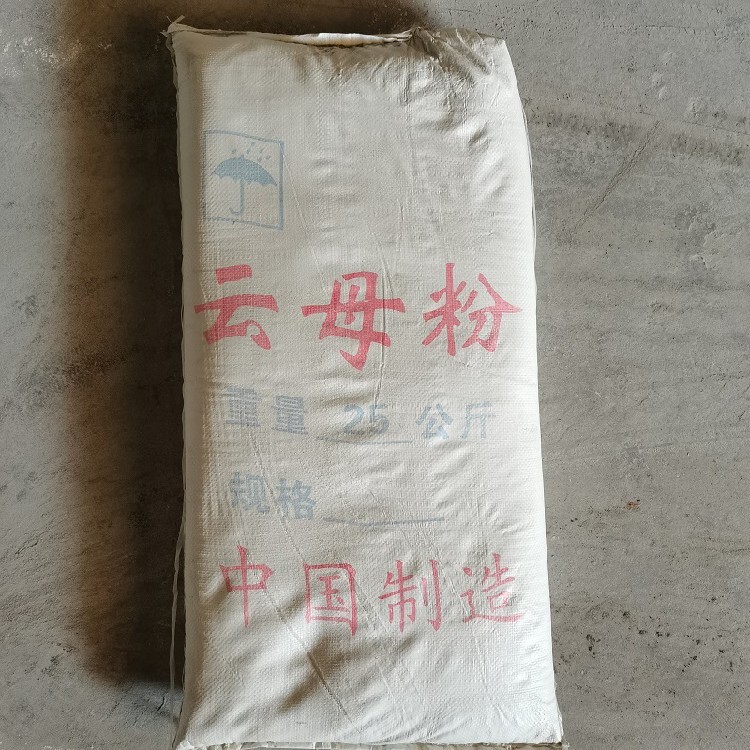 云母粉
重量 25 公斤
规格
中国制造